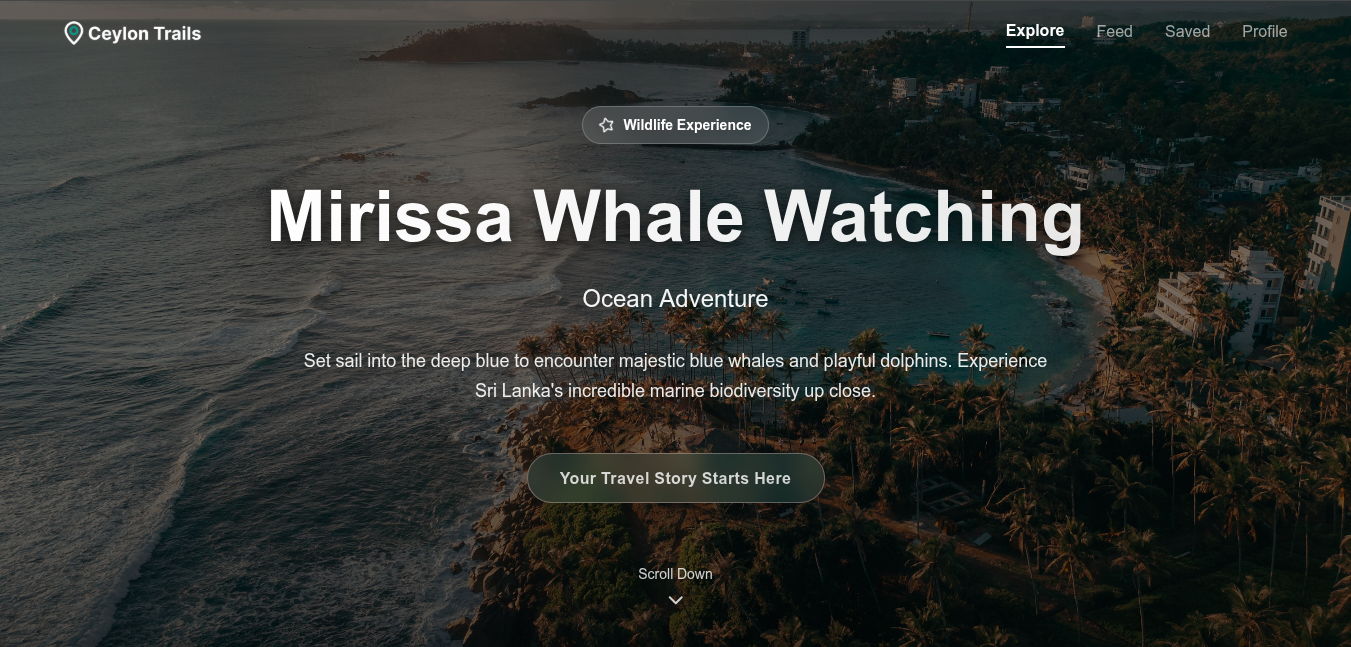 Ceylon Trails
Explore
Feed
Saved
Profile
Wildlife Experience
Mirissa Whale Watching
Ocean Adventure
Set sail into the deep blue to encounter majestic blue whales and playful dolphins. Experience
Sri Lanka's incredible marine biodiversity up close.
Your Travel Story Starts Here
Scroll Down